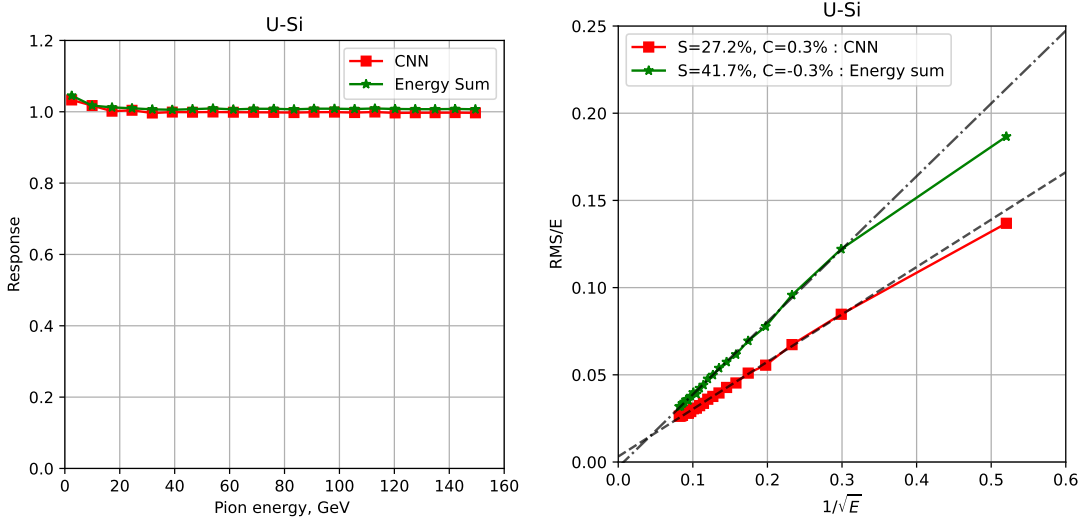 U-Si
1.2
1.0
0.8
0.6
0.4
0.2
0.0
Response
CNN
Energy Sum
0 20 40 60 80 100 120 140 160
Pion energy, GeV
U-Si
0.25
0.20
0.15
0.10
0.05
0.00
RMS/E
S=27.2%, C=0.3% : CNN
S=41.7%, C=-0.3% : Energy sum
0.0 0.1 0.2 0.3 0.4 0.5 0.6
1/√E